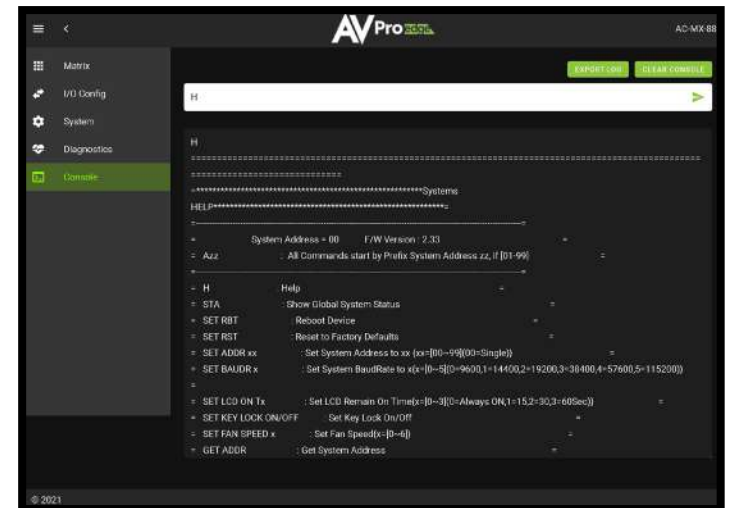 AVPro edge
AC-MX-88
Matrix
I/O Config
System
Diagnostics
Console
EXPORT LOG
CLEAR CONSOLE
H
H
=====================================================================================
==============================
=*********************************************************Systems
HELP*********************************************************=
=---------------------------------------------------------------------------------=
= System Address = 00 F/W Version : 2.33 =
= Azz : All Commands start by Prefix System Address zz, if [01-99] =
=---------------------------------------------------------------------------------=
= H : Help =
= STA : Show Global System Status =
= SET RBT : Reboot Device =
= SET RST : Reset to Factory Defaults =
= SET ADDR xx : Set System Address to xx {xx=[00~99](00=Single)} =
= SET BAUDR x : Set System BaudRate to x{x=[0~5](0=9600,1=14400,2=19200,3=38400,4=57600,5=115200)}
=
= SET LCD ON Tx : Set LCD Remain On Time{x=[0~3](0=Always ON,1=15,2=30,3=60Sec)} =
= SET KEY LOCK ON/OFF : Set Key Lock On/Off =
= SET FAN SPEED x : Set Fan Speed{x=[0~6]} =
= GET ADDR : Get System Address =
© 2021